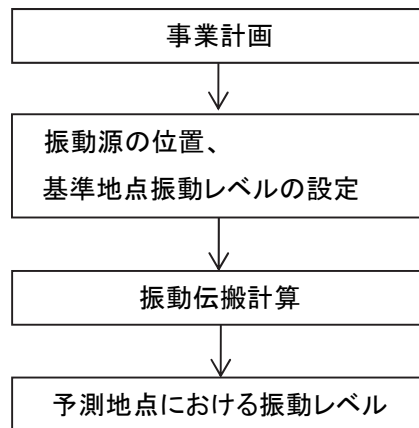 事業計画
振動源の位置、
基準地点振動レベルの設定
振動伝搬計算
予測地点における振動レベル